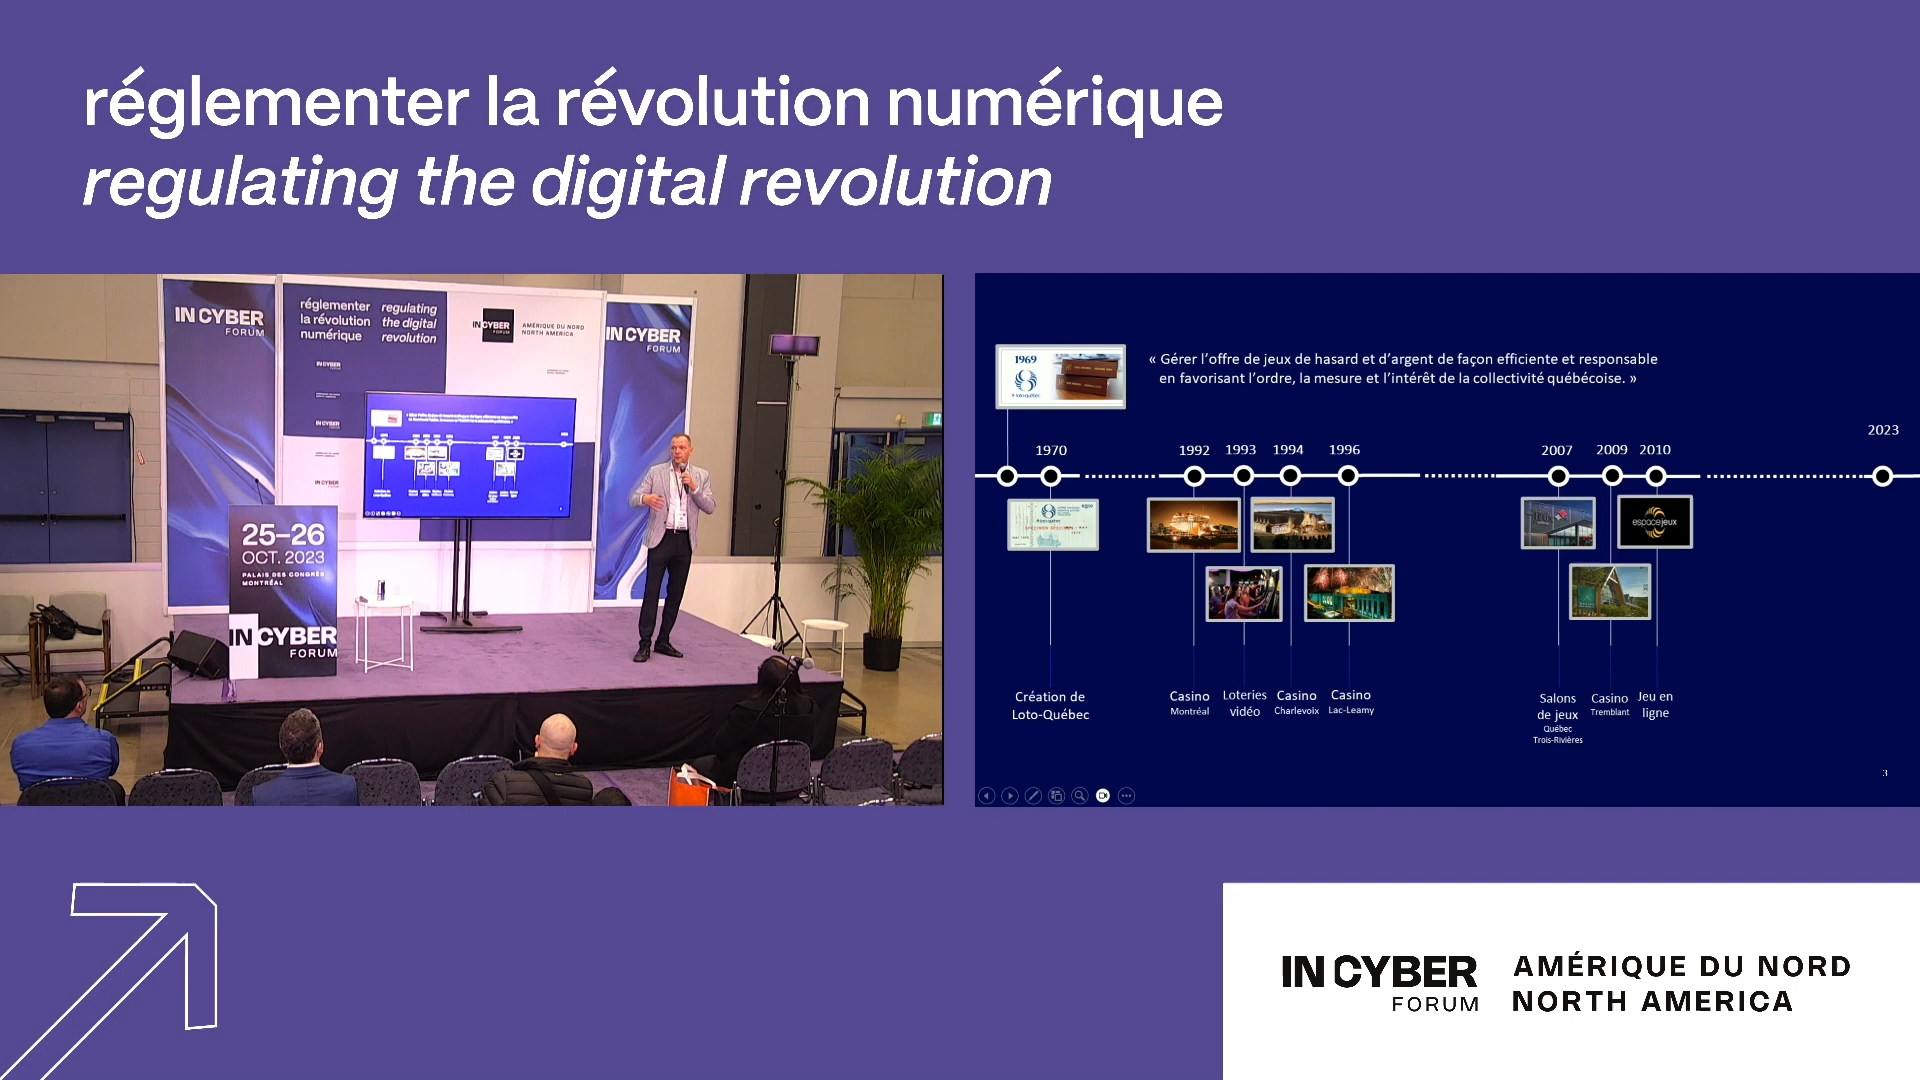 réglementer la révolution numérique
regulating the digital revolution
IN CYBER
FORUM
réglementer
la révolution
numérique
regulating
the digital
revolution
IN CYBER
FORUM
AMÉRIQUE DU NORD
NORTH AMERICA
IN CYBER
FORUM
25–26
OCT. 2023
PALAIS DES CONGRÈS
MONTRÉAL
IN CYBER
FORUM
1969
loto-québec
« Gérer l'offre de jeux de hasard et d'argent de façon efficiente et responsable
en favorisant l'ordre, la mesure et l'intérêt de la collectivité québécoise. »
1970
1992
1993
1994
1996
2007
2009
2010
2023
loto-québec
espacejeux
Création de
Loto-Québec
Casino
Montréal
Loteries
vidéo
Casino
Charlevoix
Casino
Lac-Leamy
Salons
de jeux
Québec
Trois-Rivières
Casino
Tremblant
Jeu en
ligne
3
IN CYBER
FORUM
AMÉRIQUE DU NORD
NORTH AMERICA